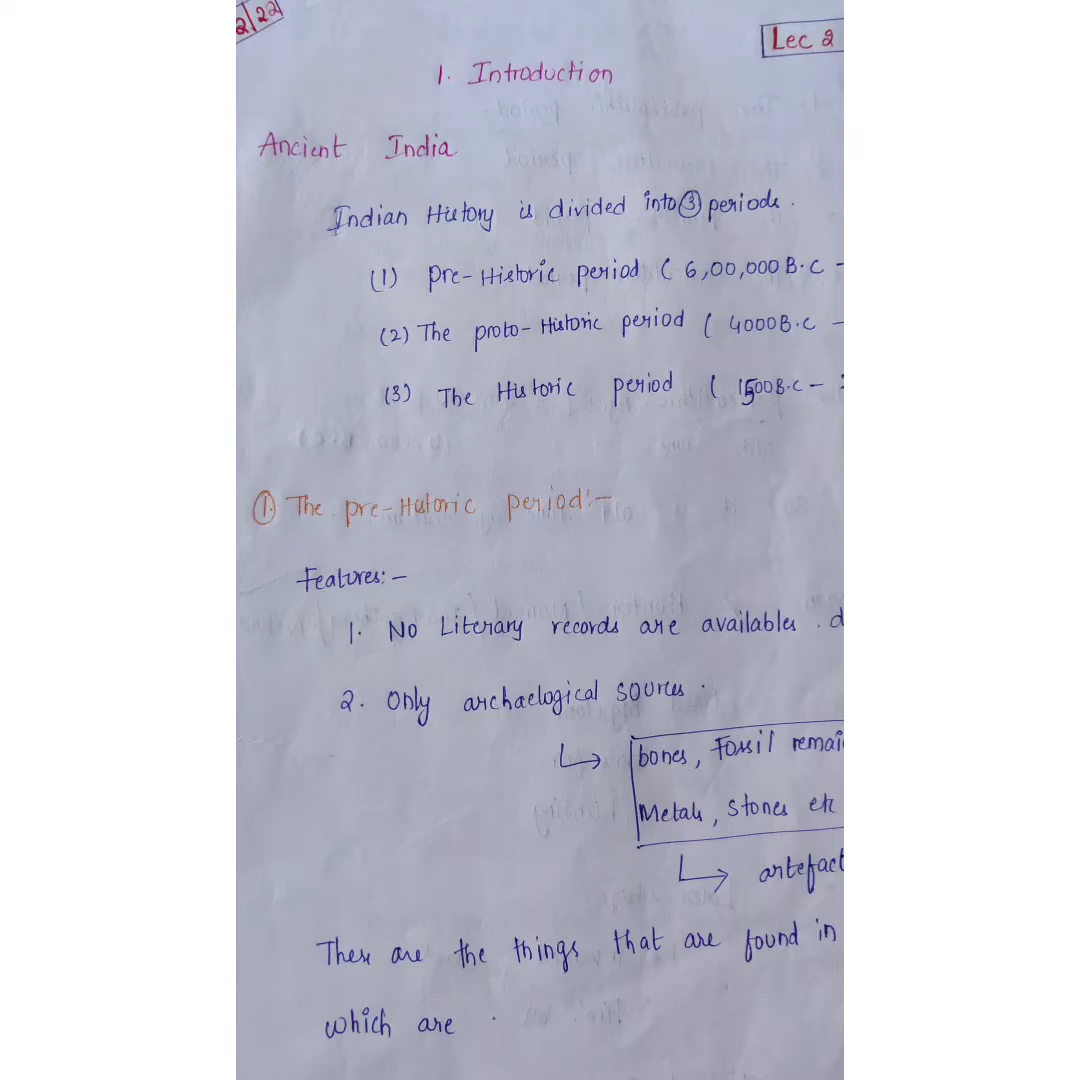 2/22
Lec 2
1. Introduction
Ancient India
Indian History is divided into ③ periods.
(1) Pre-Historic period ( 6,00,000 B.C -
(2) The proto-Historic period ( 4000 B.C -
(3) The Historic period ( 1500 B.C -
① The pre-Historic period:-
Features:-
1. No Literary records are availables.
2. Only archaelogical sources.
↳ bones, Fossil remai
Metals, Stones etc
↳ artefact
These are the things that are found in
which are